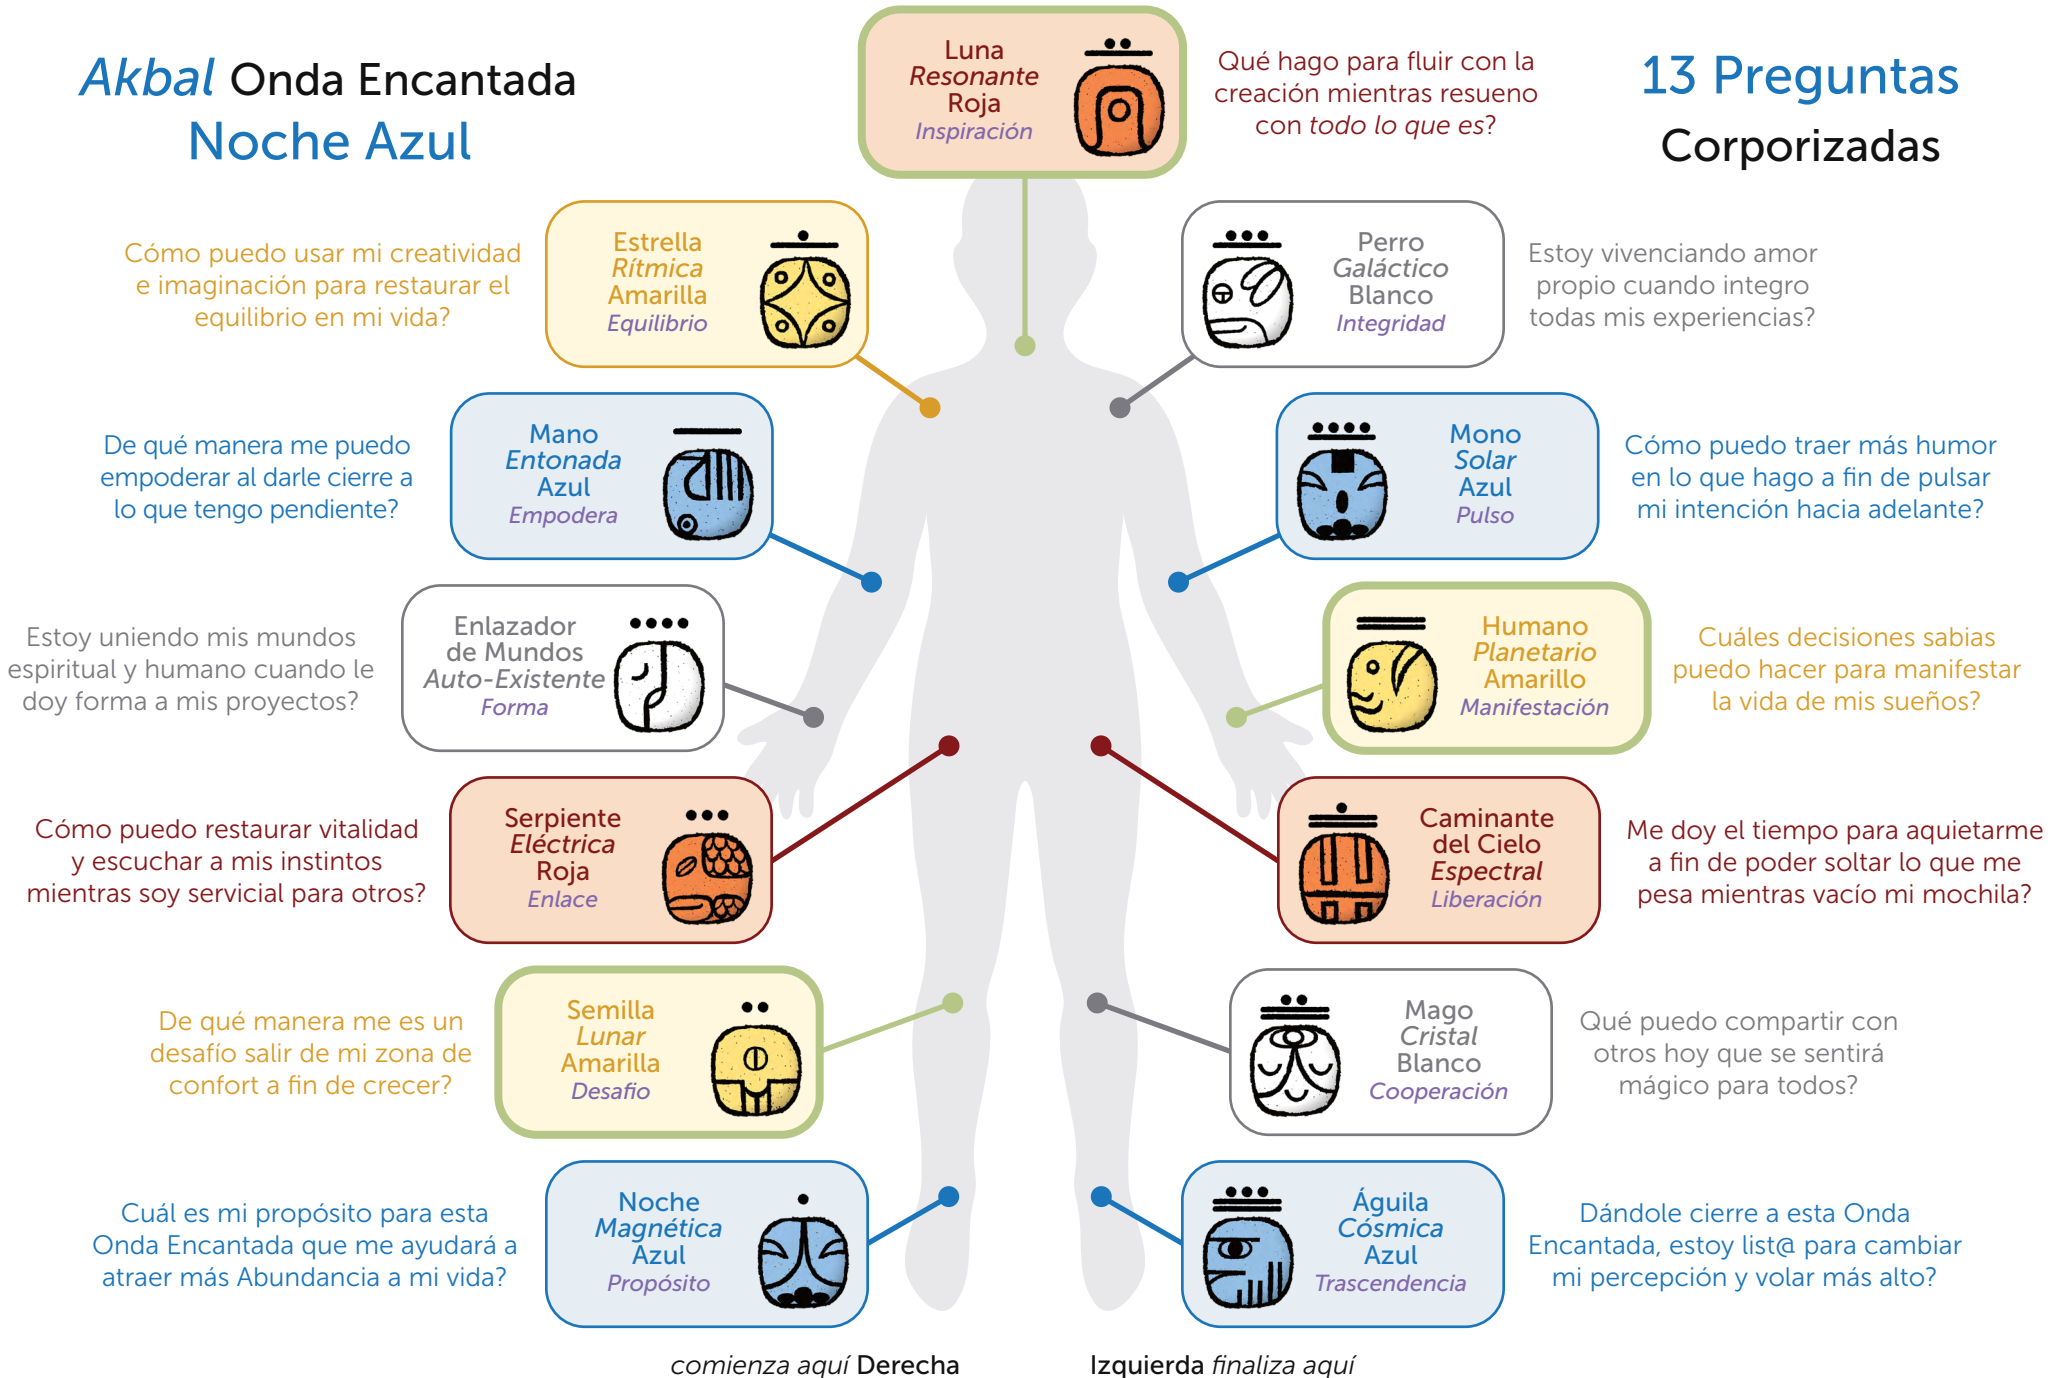 Akbal Onda Encantada
Noche Azul
13 Preguntas
Corporizadas
Luna
Resonante
Roja
Inspiración
Qué hago para fluir con la
creación mientras resueno
con todo lo que es?
Cómo puedo usar mi creatividad
e imaginación para restaurar el
equilibrio en mi vida?
Estrella
Rítmica
Amarilla
Equilibrio
Perro
Galáctico
Blanco
Integridad
Estoy vivenciando amor
propio cuando integro
todas mis experiencias?
De qué manera me puedo
empoderar al darle cierre a
lo que tengo pendiente?
Mano
Entonada
Azul
Empodera
Mono
Solar
Azul
Pulso
Cómo puedo traer más humor
en lo que hago a fin de pulsar
mi intención hacia adelante?
Estoy uniendo mis mundos
espiritual y humano cuando le
doy forma a mis proyectos?
Enlazador
de Mundos
Auto-Existente
Forma
Humano
Planetario
Amarillo
Manifestación
Cuáles decisiones sabias
puedo hacer para manifestar
la vida de mis sueños?
Cómo puedo restaurar vitalidad
y escuchar a mis instintos
mientras soy servicial para otros?
Serpiente
Eléctrica
Roja
Enlace
Caminante
del Cielo
Espectral
Liberación
Me doy el tiempo para aquietarme
a fin de poder soltar lo que me
pesa mientras vacío mi mochila?
De qué manera me es un
desafío salir de mi zona de
confort a fin de crecer?
Semilla
Lunar
Amarilla
Desafio
Mago
Cristal
Blanco
Cooperación
Qué puedo compartir con
otros hoy que se sentirá
mágico para todos?
Cuál es mi propósito para esta
Onda Encantada que me ayudará a
atraer más Abundancia a mi vida?
Noche
Magnética
Azul
Propósito
Águila
Cósmica
Azul
Trascendencia
Dándole cierre a esta Onda
Encantada, estoy list@ para cambiar
mi percepción y volar más alto?
comienza aquí Derecha
Izquierda finaliza aquí